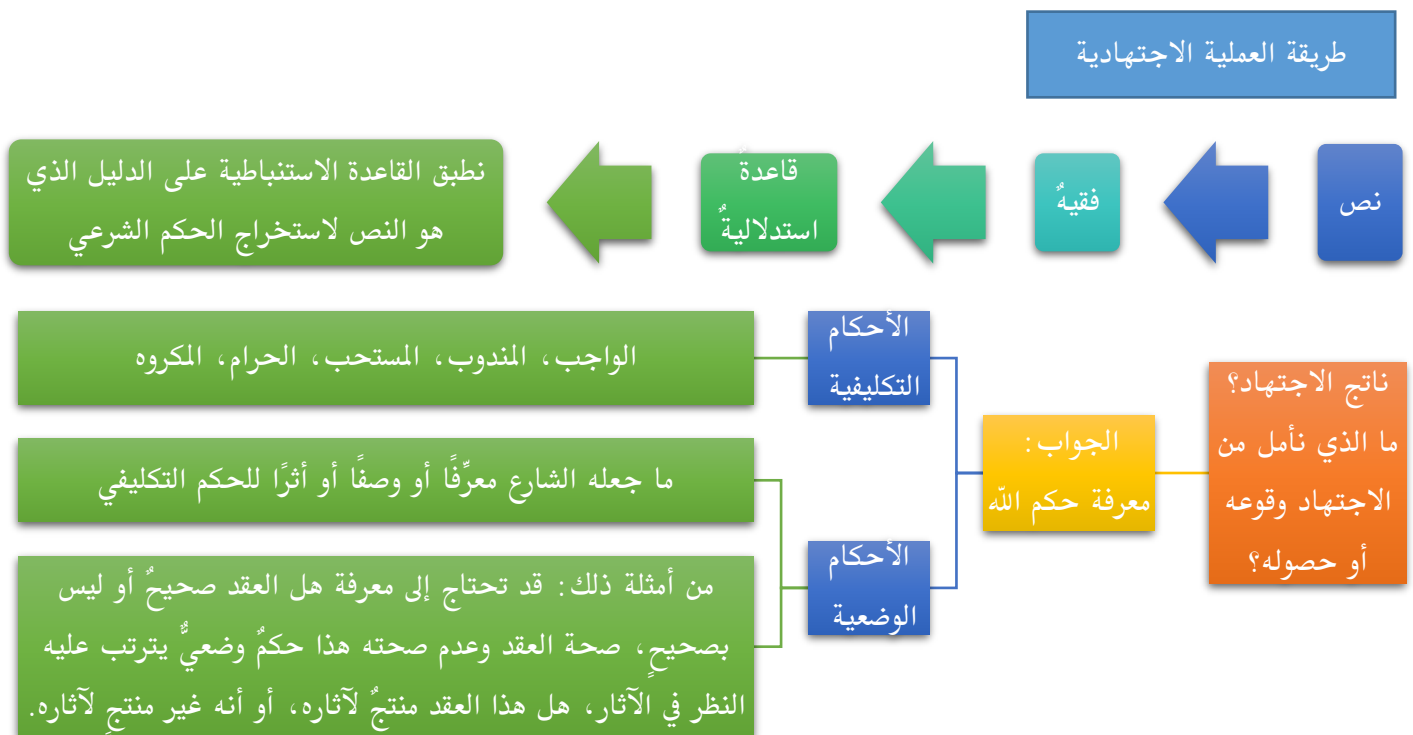 طريقة العملية الاجتهادية
نص
فقيهٌ
قاعدةٌ
استدلاليةٌ
نطبق القاعدة الاستنباطية على الدليل الذي
هو النص لاستخراج الحكم الشرعي
ناتج الاجتهاد؟
ما الذي نأمل من
الاجتهاد وقوعه
أو حصوله؟
الجواب:
معرفة حكم الله
الأحكام
التكليفية
الواجب، المندوب، المستحب، الحرام، المكروه
الأحكام
الوضعية
ما جعله الشارع معرِّفًا أو وصفًا أو أثرًا للحكم التكليفي
من أمثلة ذلك: قد تحتاج إلى معرفة هل العقد صحيحٌ أو ليس
بصحيحٍ، صحة العقد وعدم صحته هذا حكمٌ وضعيٌّ يترتب عليه
النظر في الآثار، هل هذا العقد منتجٌ لآثاره، أو أنه غير منتجٍ لآثاره.